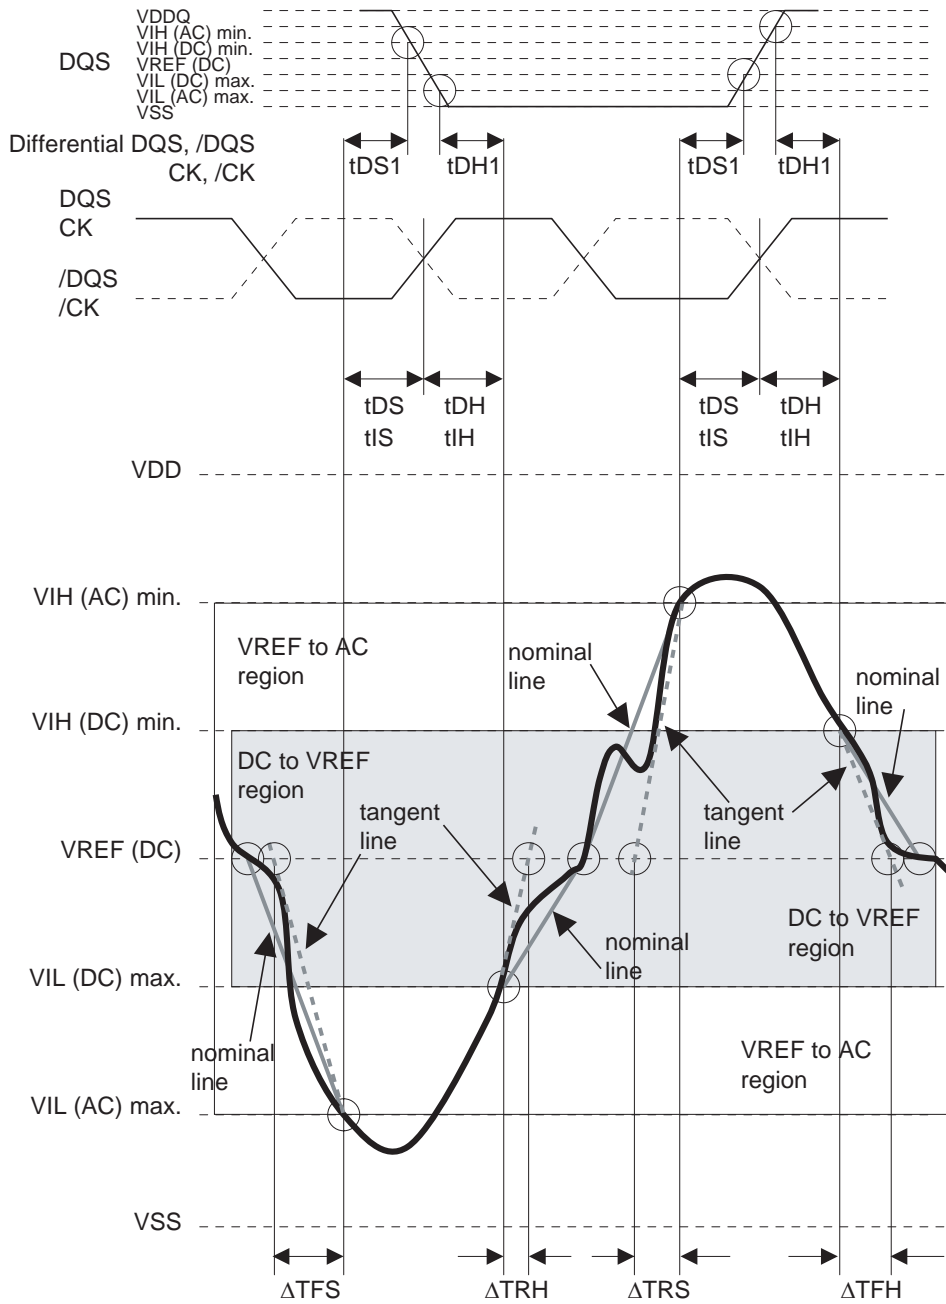 VDDQ
VIH (AC) min.
VIH (DC) min.
VREF (DC)
VIL (DC) max.
VIL (AC) max.
VSS
DQS
Differential DQS, /DQS
CK, /CK
tDS1
tDH1
tDS1
tDH1
DQS
CK
/DQS
/CK
tDS
tIS
tDH
tIH
tDS
tIS
tDH
tIH
VDD
VIH (AC) min.
VREF to AC
region
nominal
line
nominal
line
VIH (DC) min.
DC to VREF
region
tangent
line
tangent
line
VREF (DC)
DC to VREF
region
nominal
line
VIL (DC) max.
nominal
line
VREF to AC
region
VIL (AC) max.
VSS
ΔTFS
ΔTRH
ΔTRS
ΔTFH